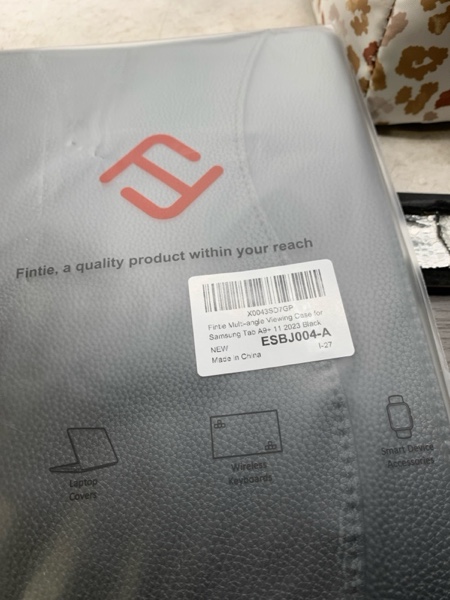 Fintie, a quality product within your reach
X0043SD7GP
Fintie Multi-angle Viewing Case for
Samsung Tab A9+ 11 2023 Black
ESBJ004-A
NEW
Made in China
1-27
Laptop
Covers
Wireless
Keyboards
Smart Device
Accessories